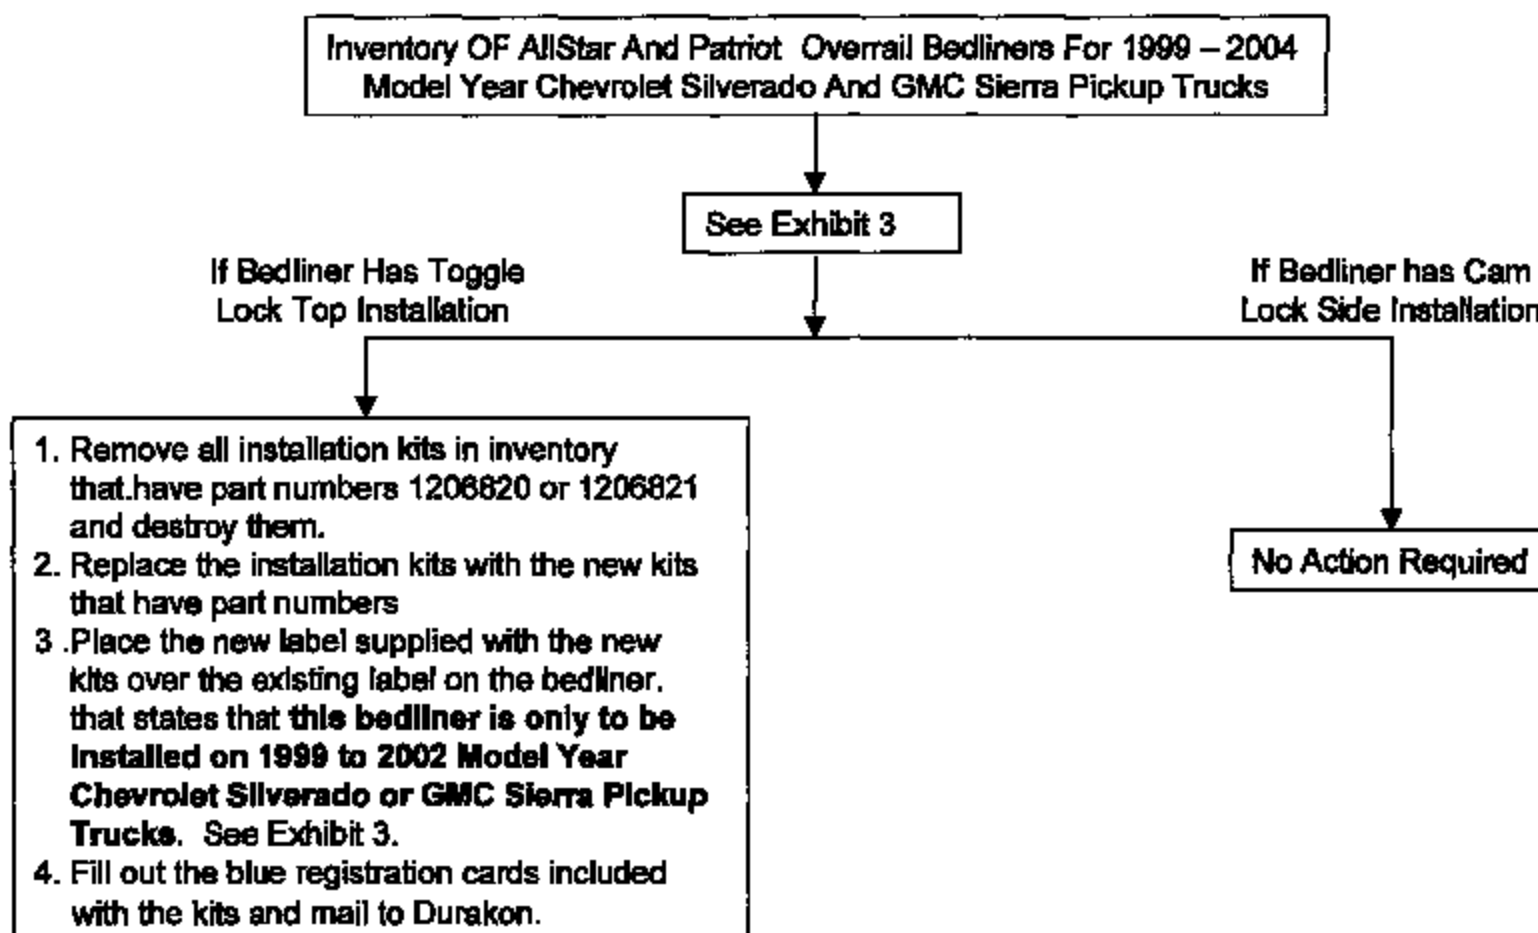 Inventory OF AllStar And Patriot Overrail Bedliners For 1999 – 2004
Model Year Chevrolet Silverado And GMC Sierra Pickup Trucks
See Exhibit 3
If Bedliner Has Toggle
Lock Top Installation
If Bedliner has Cam
Lock Side Installation
1. Remove all installation kits in inventory
that.have part numbers 1206820 or 1206821
and destroy them.
2. Replace the installation kits with the new kits
that have part numbers
3 .Place the new label supplied with the new
kits over the existing label on the bedliner.
that states that this bedliner is only to be
installed on 1999 to 2002 Model Year
Chevrolet Silverado or GMC Sierra Pickup
Trucks. See Exhibit 3.
4. Fill out the blue registration cards included
with the kits and mail to Durakon.
No Action Required